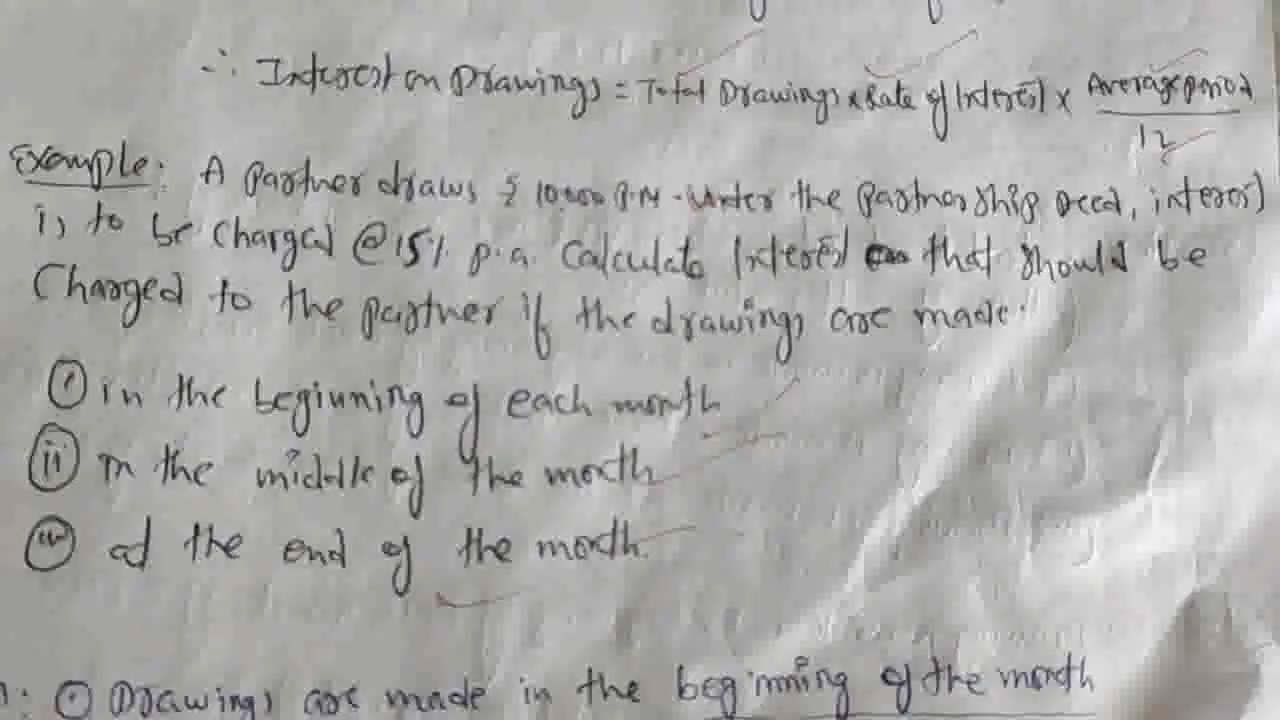 ∴ Interest on Drawings = Total Drawings x Rate of Interest x Average period
12
Example: A partner draws ₹ 10000 P.M. Under the partnership Deed, interest
is to be charged @15% p.a. Calculate Interest that should be
Charged to the partner if the drawings are made:
(i) in the beginning of each month
(ii) in the middle of the month
at the end of the month.
(i) Drawings are made in the beginning of the month